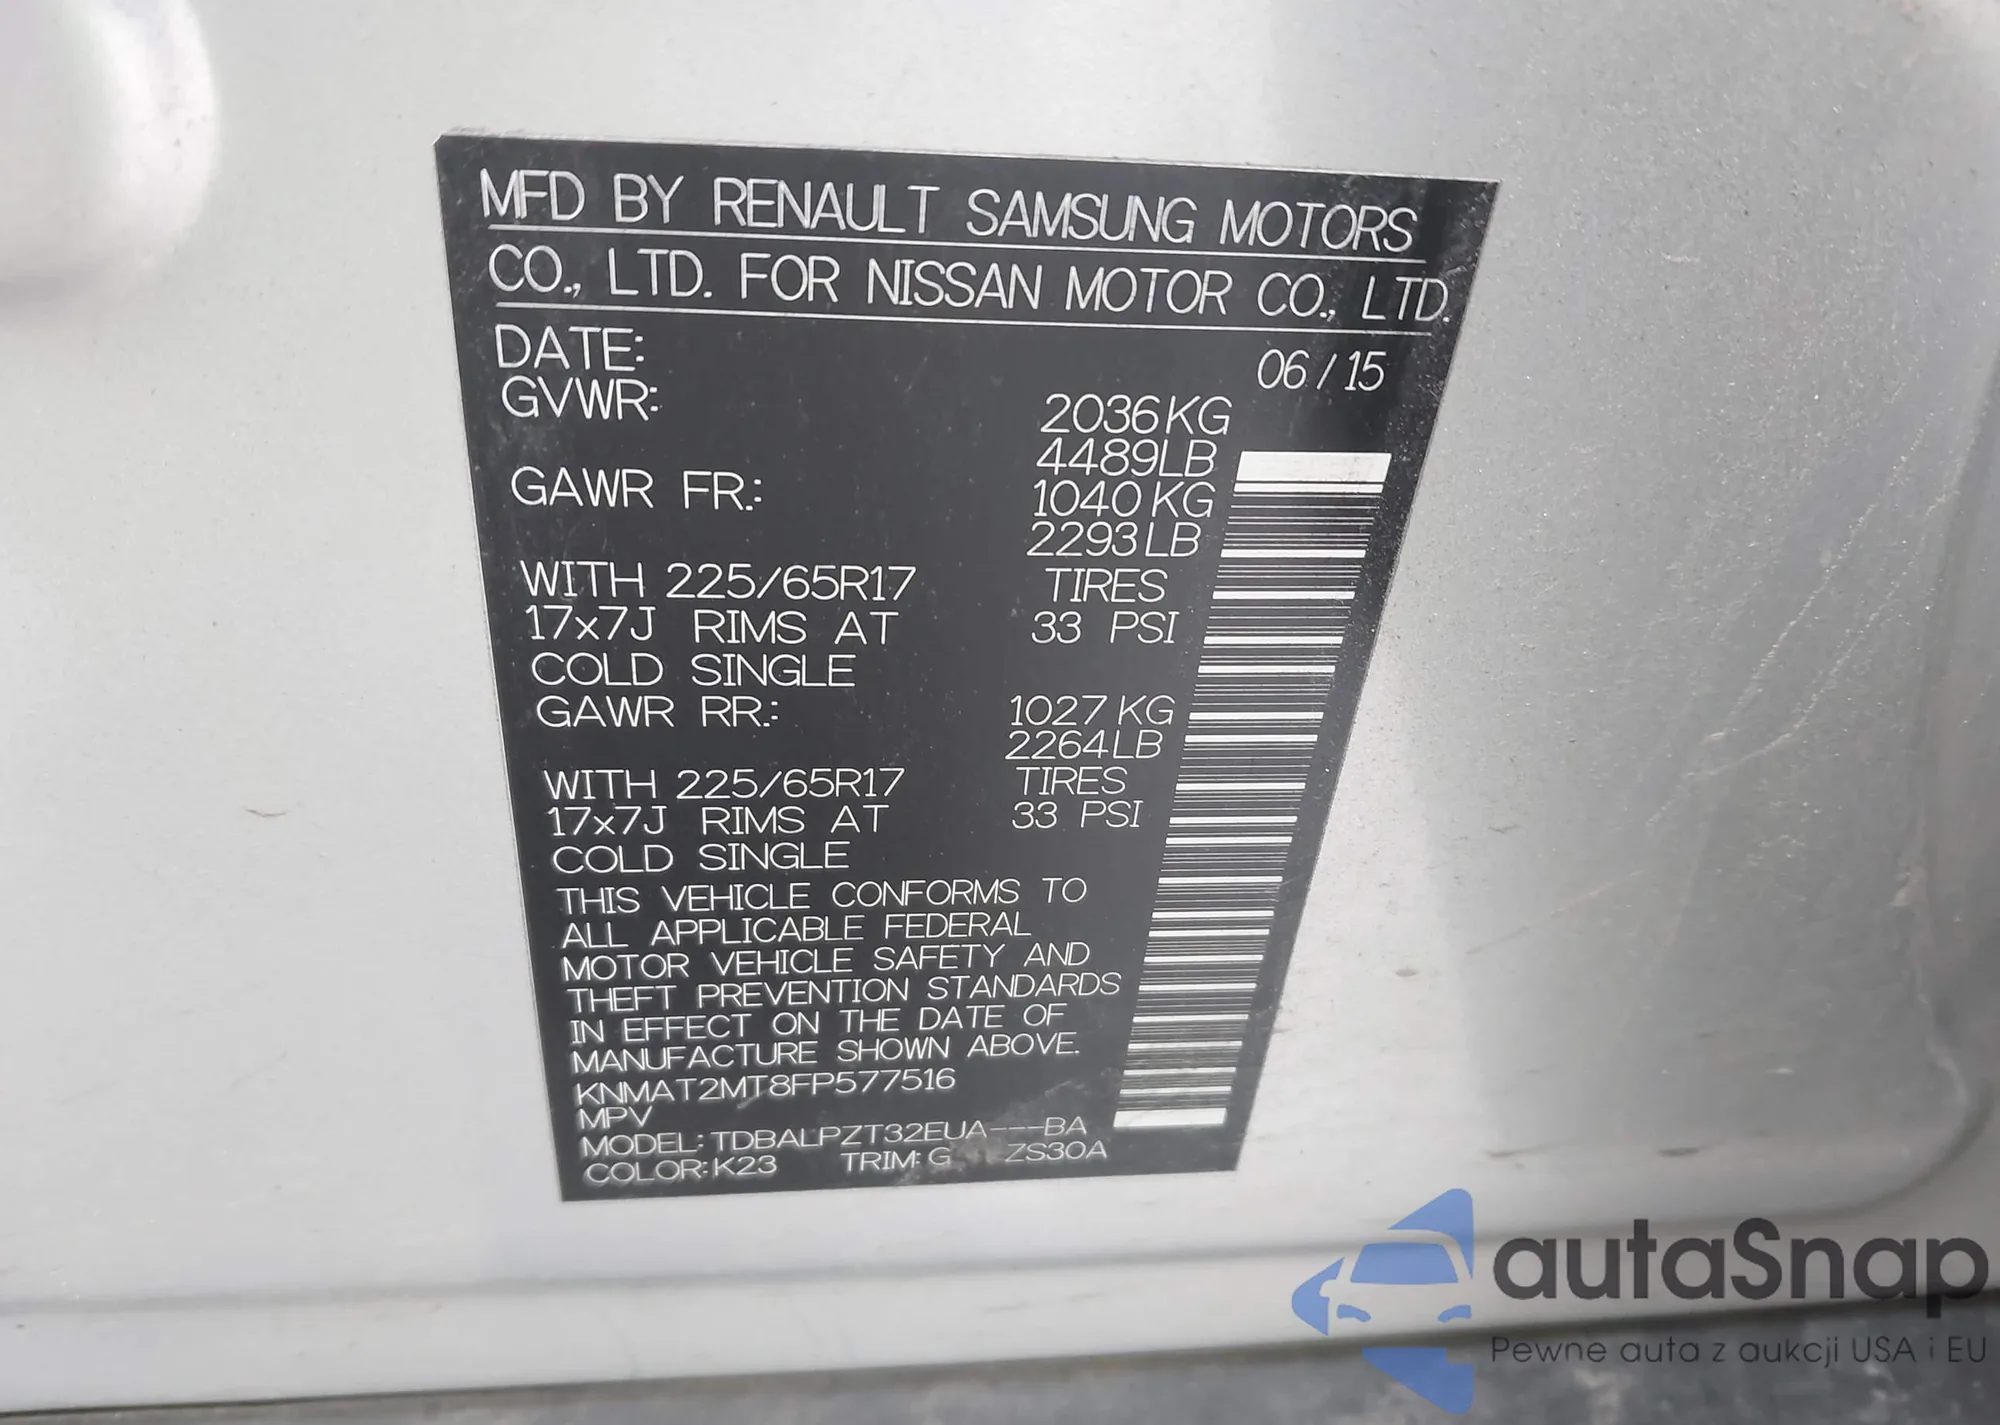 MFD BY RENAULT SAMSUNG MOTORS
CO., LTD. FOR NISSAN MOTOR CO., LTD.
DATE: 06/15
GVWR: 2036KG
4489LB
GAWR FR.: 1040KG
2293LB
WITH 225/65R17 TIRES
17x7J RIMS AT 33 PSI
COLD SINGLE
GAWR RR.: 1027KG
2264LB
WITH 225/65R17 TIRES
17x7J RIMS AT 33 PSI
COLD SINGLE
THIS VEHICLE CONFORMS TO
ALL APPLICABLE FEDERAL
MOTOR VEHICLE SAFETY AND
THEFT PREVENTION STANDARDS
IN EFFECT ON THE DATE OF
MANUFACTURE SHOWN ABOVE.
KNMAT2MT8FP577516
MPV
MODEL: TDBALPZT32EUA---BA
COLOR: K23 TRIM: G ZS30A
autaSnap
Pewne auta z aukcji USA i EU